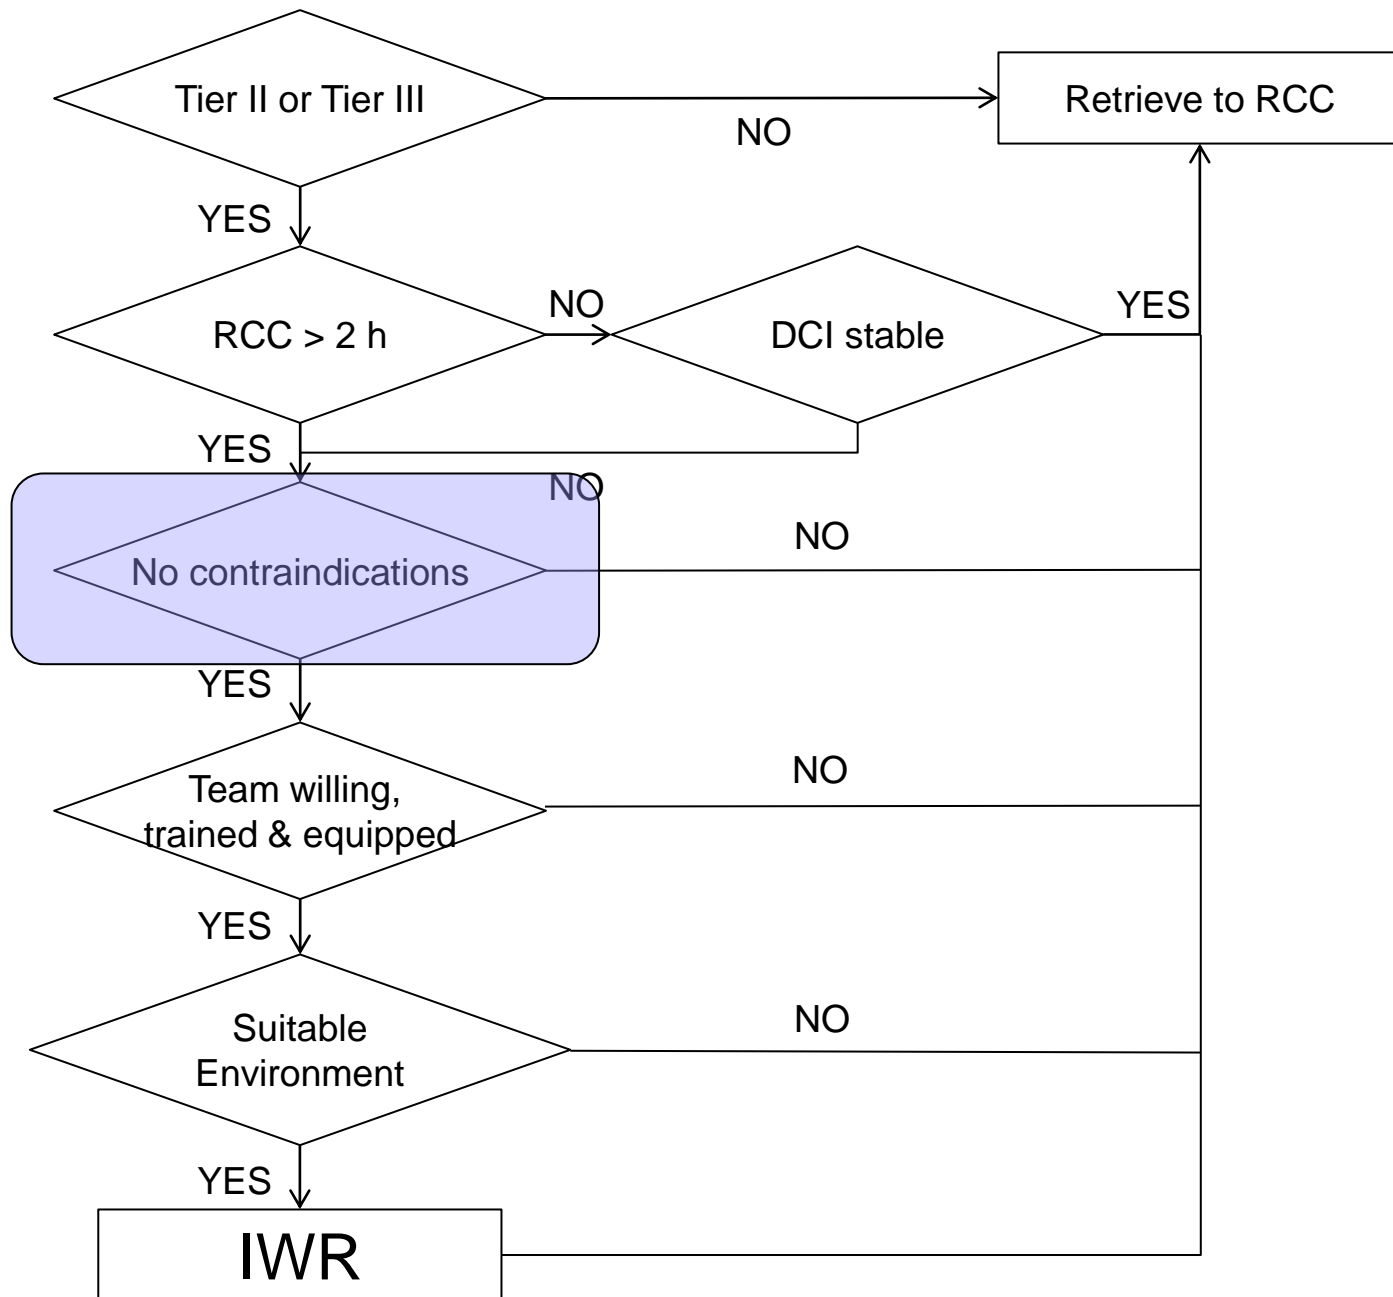 Tier II or Tier III
Retrieve to RCC
NO
YES
NO
YES
RCC > 2 h
DCI stable
YES
NO
NO
No contraindications
YES
NO
Team willing,
trained & equipped
YES
NO
Suitable
Environment
YES
IWR